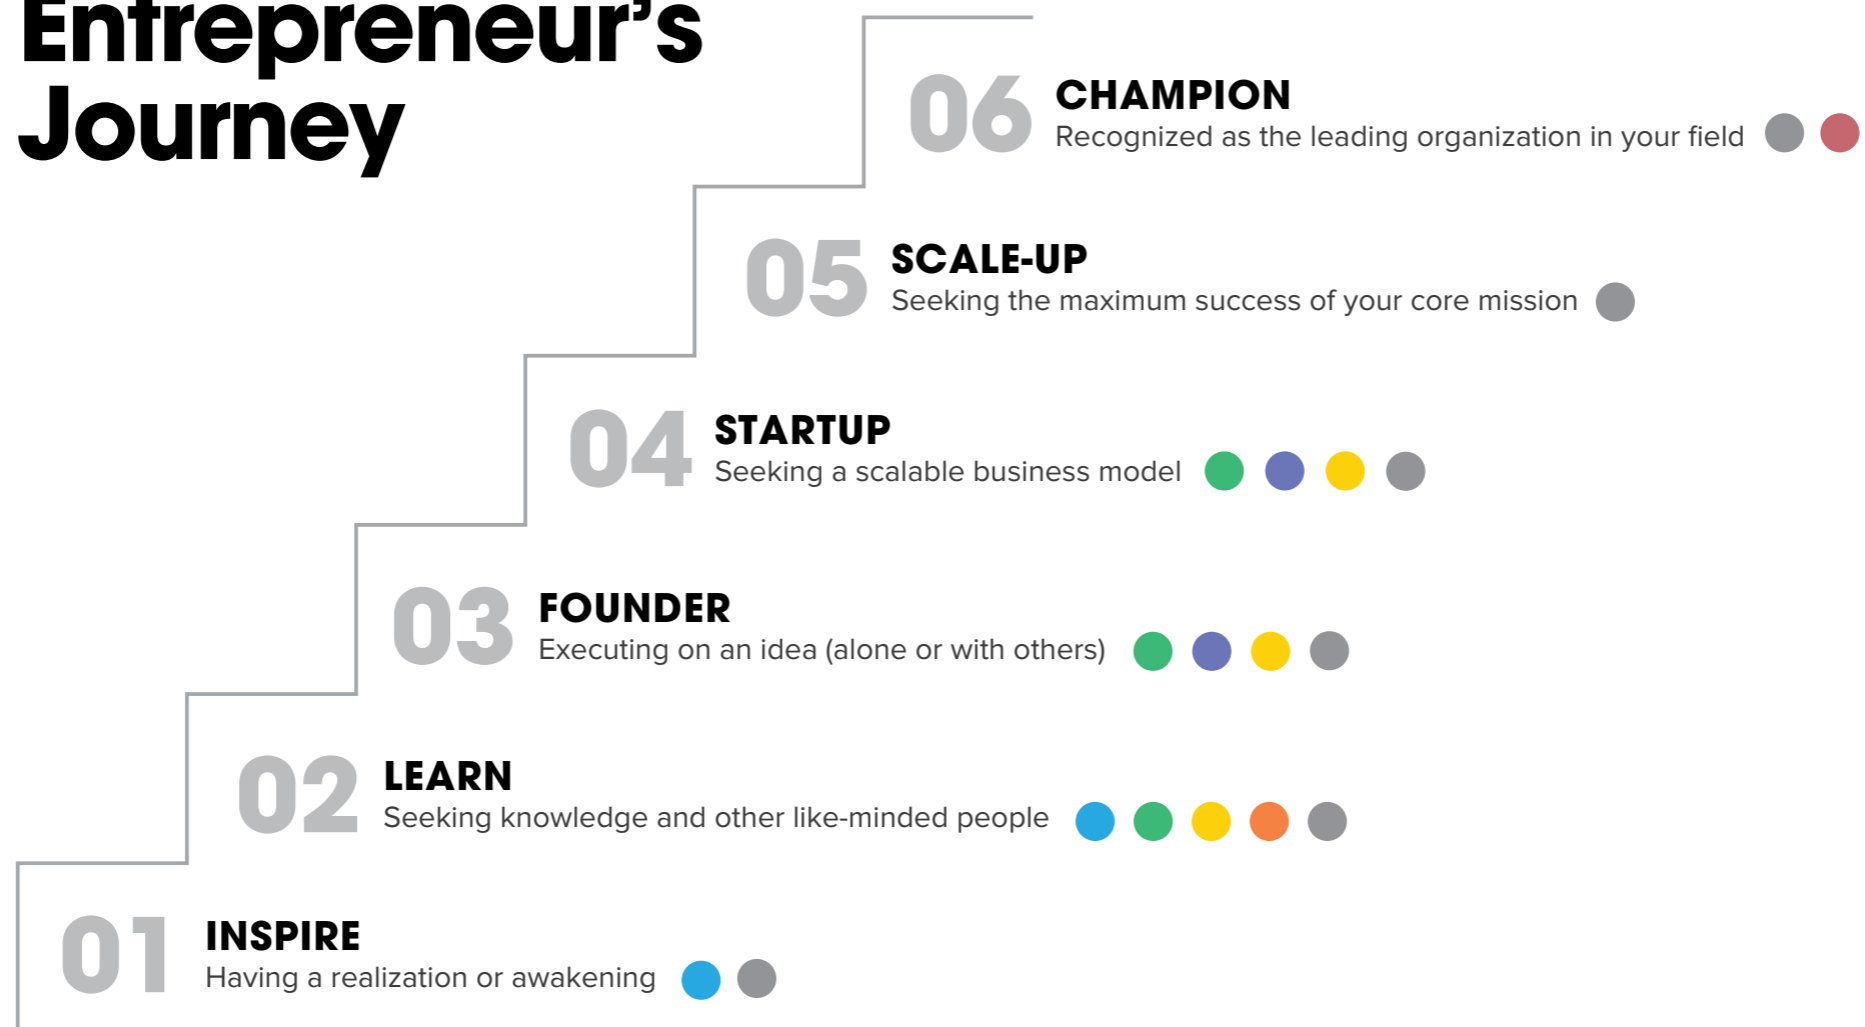 Entrepreneur's
Journey
06 CHAMPION
Recognized as the leading organization in your field
05 SCALE-UP
Seeking the maximum success of your core mission
04 STARTUP
Seeking a scalable business model
03 FOUNDER
Executing on an idea (alone or with others)
02 LEARN
Seeking knowledge and other like-minded people
01 INSPIRE
Having a realization or awakening